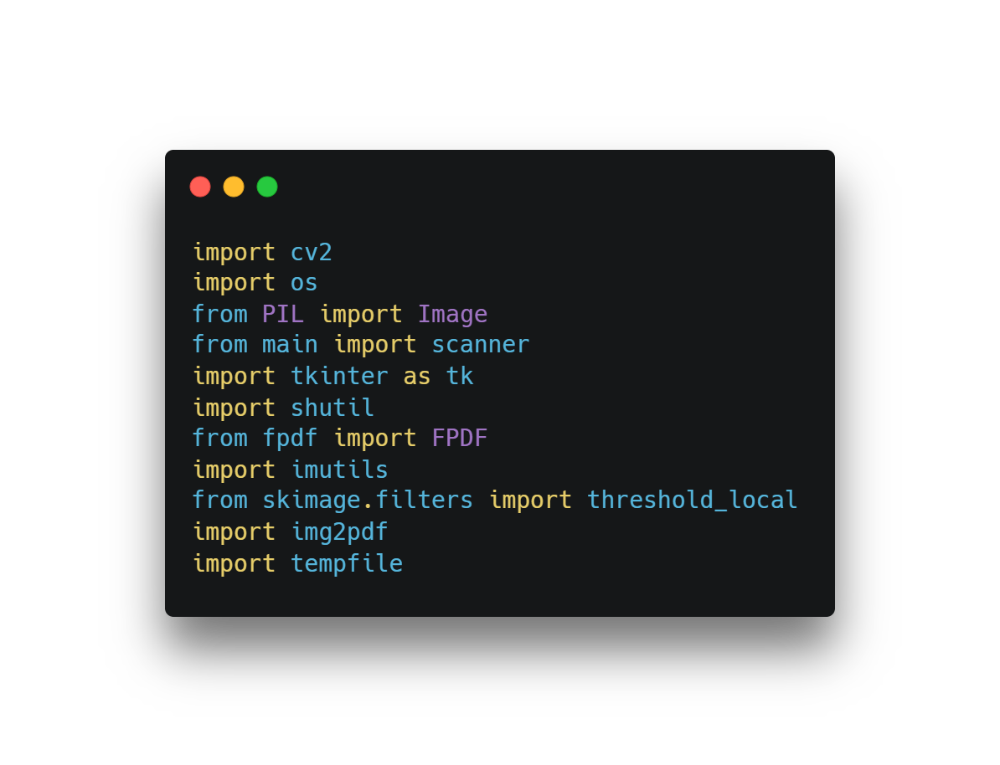 import cv2
import os
from PIL import Image
from main import scanner
import tkinter as tk
import shutil
from fpdf import FPDF
import imutils
from skimage.filters import threshold_local
import img2pdf
import tempfile